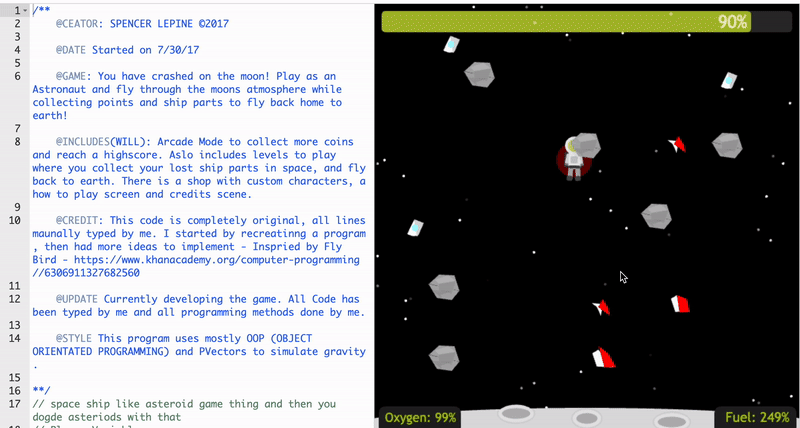 1 /**
2 @CEATOR: SPENCER LEPINE ©2017
3
4 @DATE Started on 7/30/17
5
6 @GAME: You have crashed on the moon! Play as an
Astronaut and fly through the moons atmosphere while
collecting points and ship parts to fly back home to
earth!
7
8 @INCLUDES(WILL): Arcade Mode to collect more coins
and reach a highscore. Aslo includes levels to play
where you collect your lost ship parts in space, and fly
back to earth. There is a shop with custom characters, a
how to play screen and credits scene.
9
10 @CREDIT: This code is completely original, all lines
maunally typed by me. I started by recreatinng a program
, then had more ideas to implement - Inspried by Fly
Bird - https://www.khanacademy.org/computer-programming
//6306911327682560
11
12 @UPDATE Currently developing the game. All Code has
been typed by me and all programming methods done by me.
13
14 @STYLE This program uses mostly OOP (OBJECT
ORIENTATED PROGRAMMING) and PVectors to simulate gravity
.
15
16 **/
17 // space ship like asteroid game thing and then you
dogde asteriods with that
90%
Oxygen: 99%
Fuel: 249%